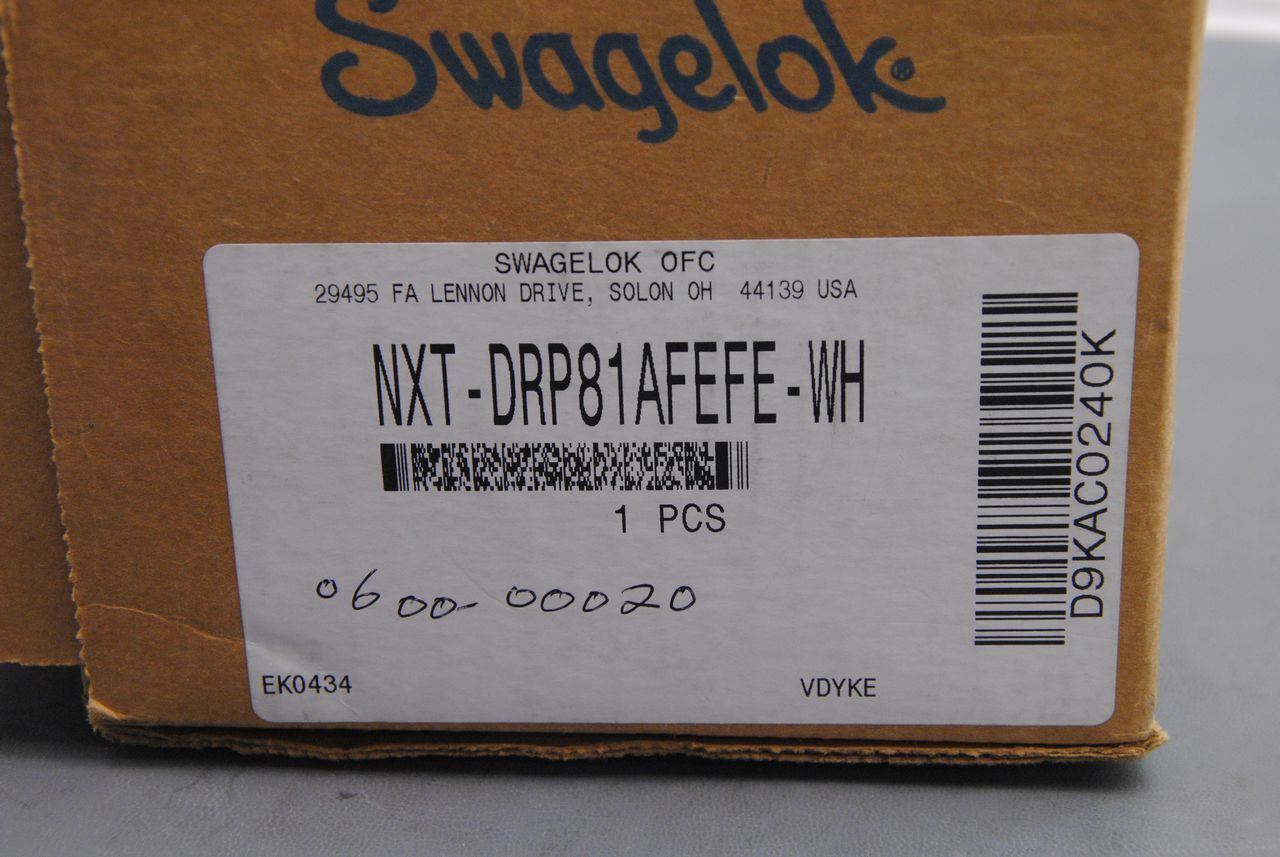 Swagelok®
SWAGELOK OFC
29495 FA LENNON DRIVE, SOLON OH 44139 USA
NXT-DRP81AFEFE-WH
1 PCS
0600-00020
EK0434
VDYKE
D9KAC0240K